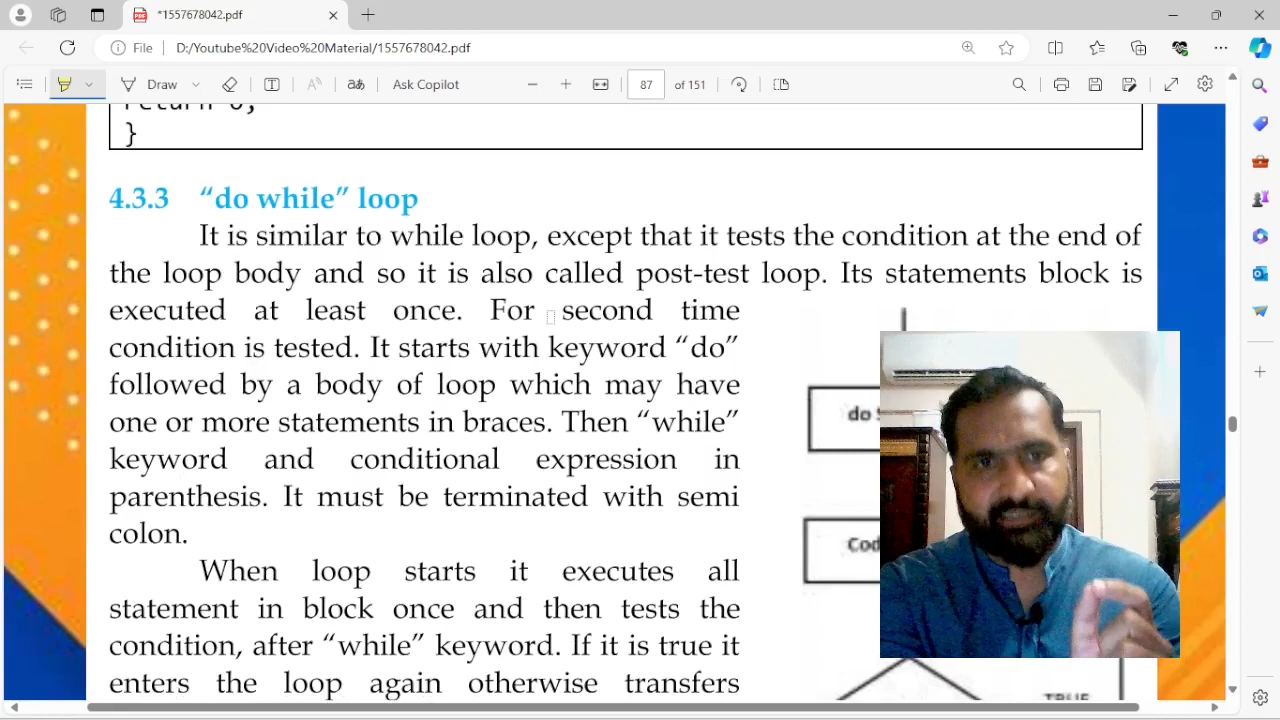 *1557678042.pdf
File
D:/Youtube%20Video%20Material/1557678042.pdf
Draw
Ask Copilot
87
of 151
return 0;
}
4.3.3 “do while” loop
It is similar to while loop, except that it tests the condition at the end of
the loop body and so it is also called post-test loop. Its statements block is
executed at least once. For second time
condition is tested. It starts with keyword “do”
followed by a body of loop which may have
one or more statements in braces. Then “while”
keyword and conditional expression in
parenthesis. It must be terminated with semi
colon.
When loop starts it executes all
statement in block once and then tests the
condition, after “while” keyword. If it is true it
enters the loop again otherwise transfers
do
Cod
TRUE